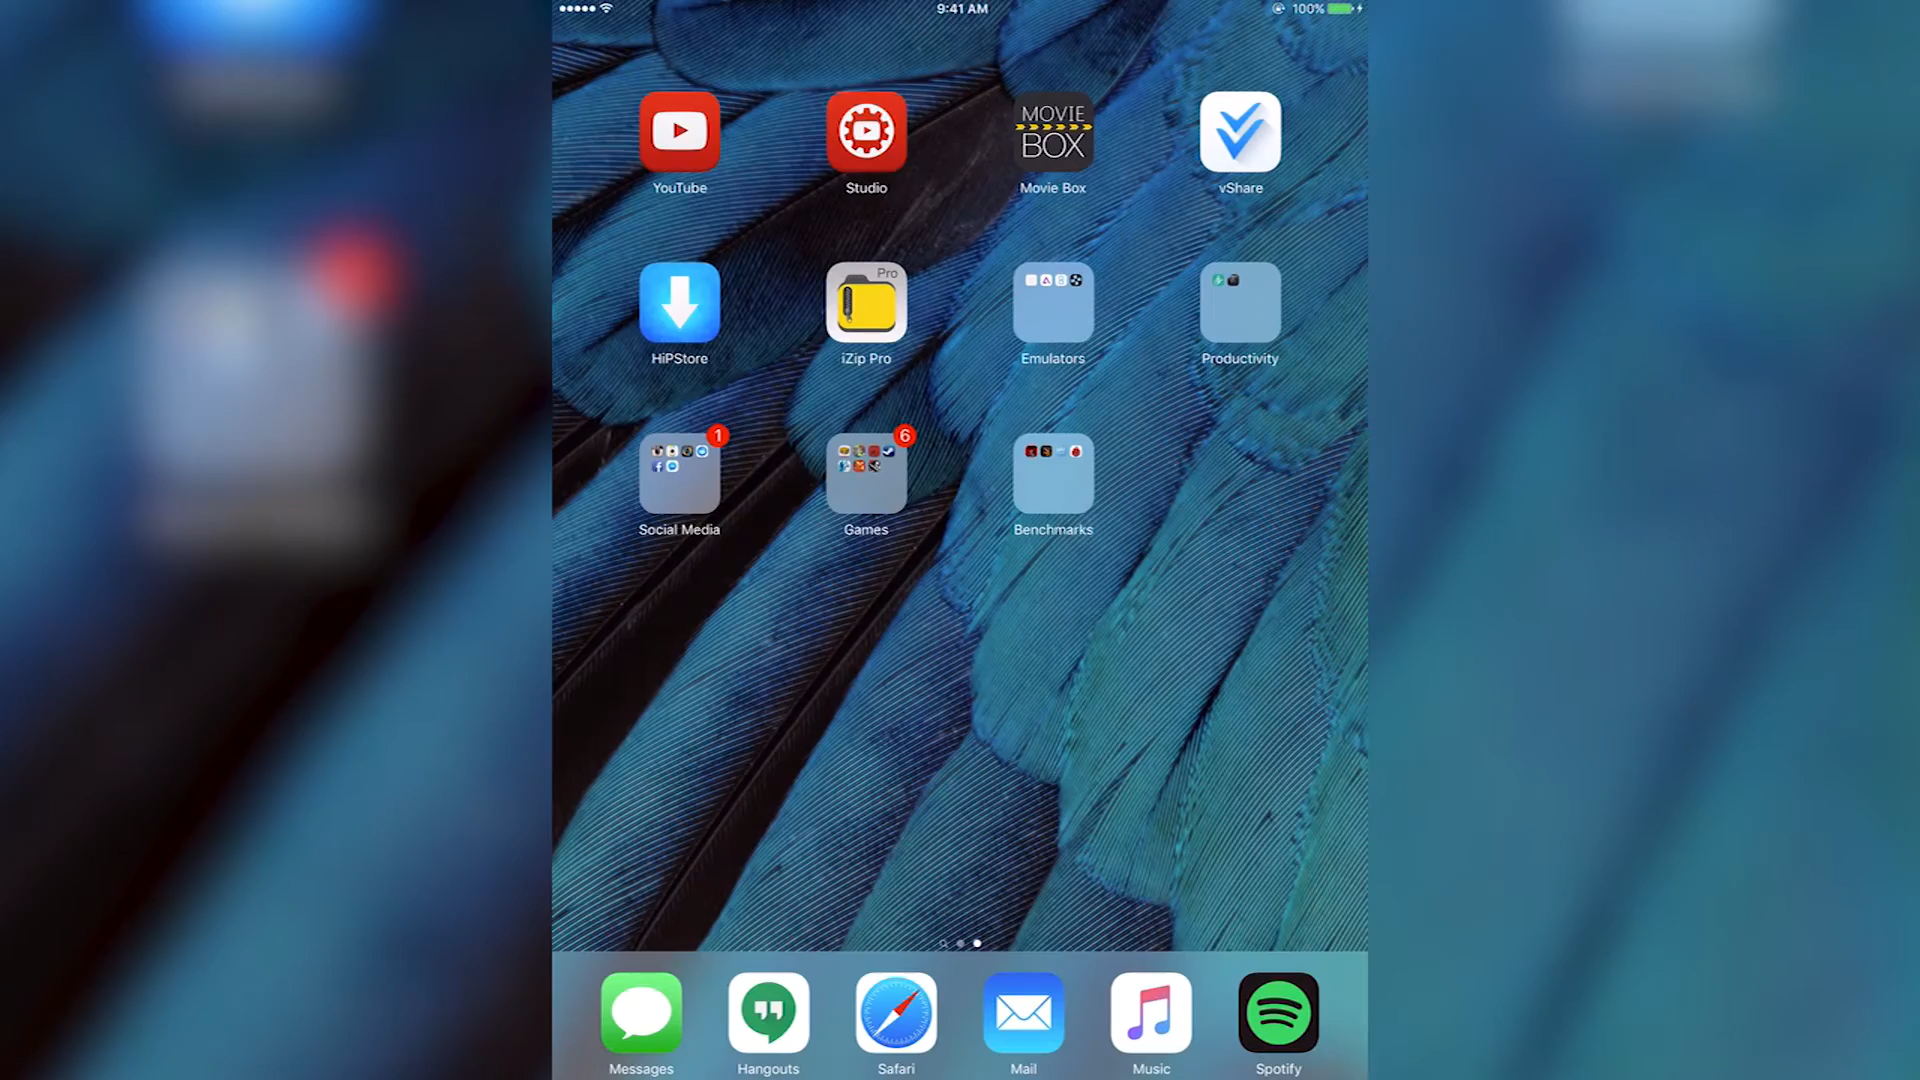 9:41 AM
100%
MOVIE
BOX
YouTube
Studio
Movie Box
vShare
Pro
HiPStore
iZip Pro
Emulators
Productivity
1
6
Social Media
Games
Benchmarks
Messages
Hangouts
Safari
Mail
Music
Spotify